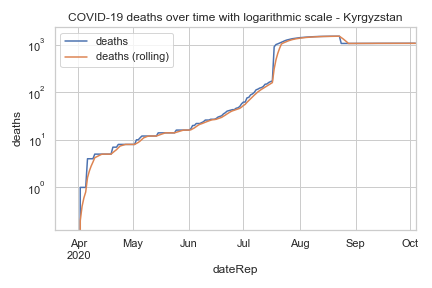 COVID-19 deaths over time with logarithmic scale - Kyrgyzstan
deaths
deaths (rolling)
10³
10²
10¹
10⁰
deaths
Apr
2020
May
Jun
Jul
Aug
Sep
Oct
dateRep